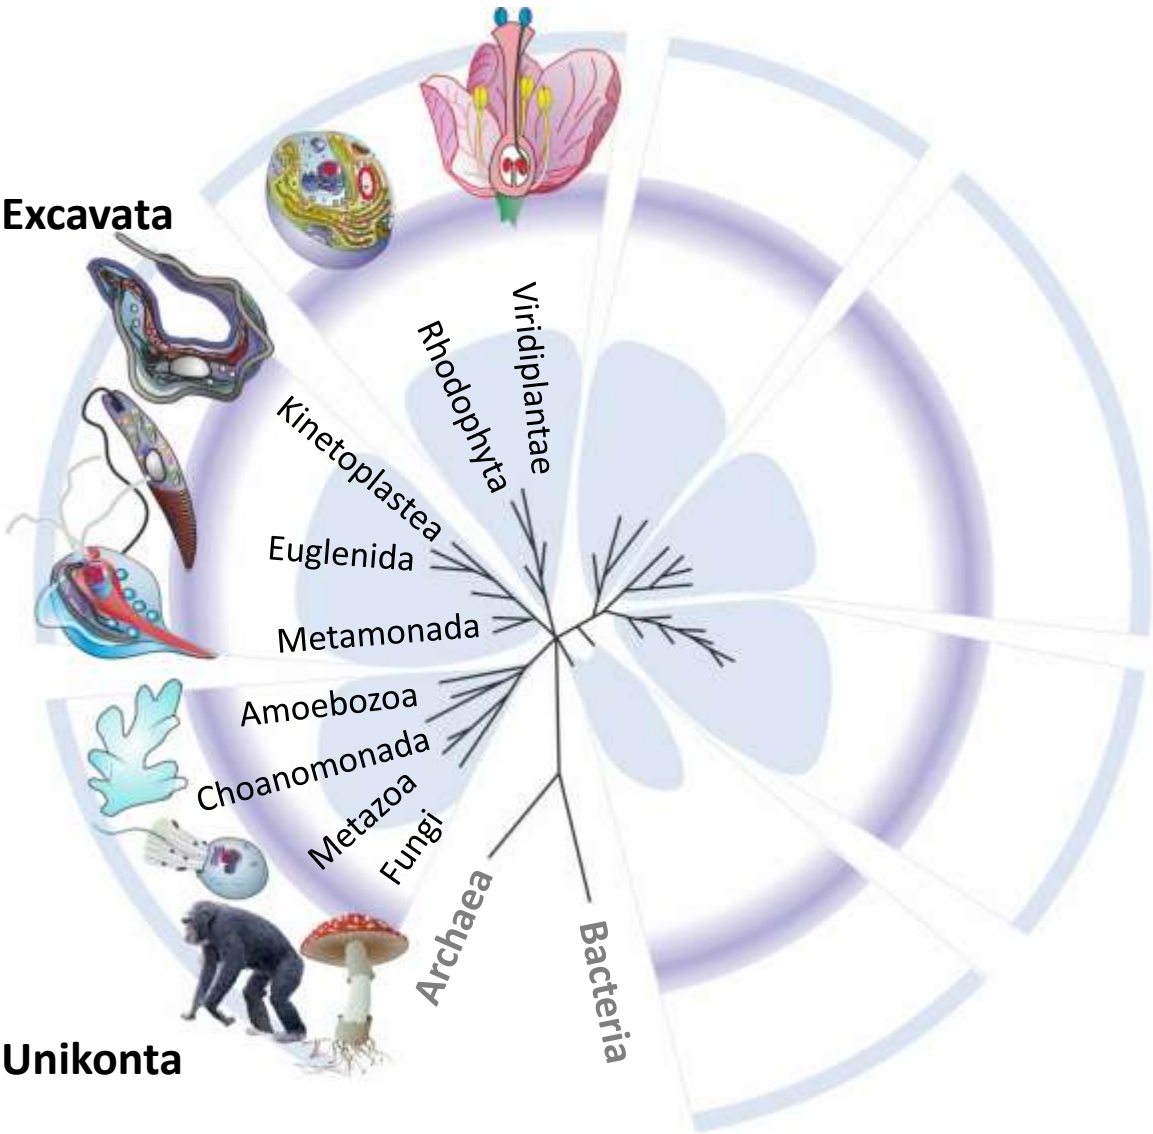 Excavata
Viridiplantae
Rhodophyta
Kinetoplastea
Euglenida
Metamonada
Amoebozoa
Choanomonada
Metazoa
Fungi
Archaea
Bacteria
Unikonta